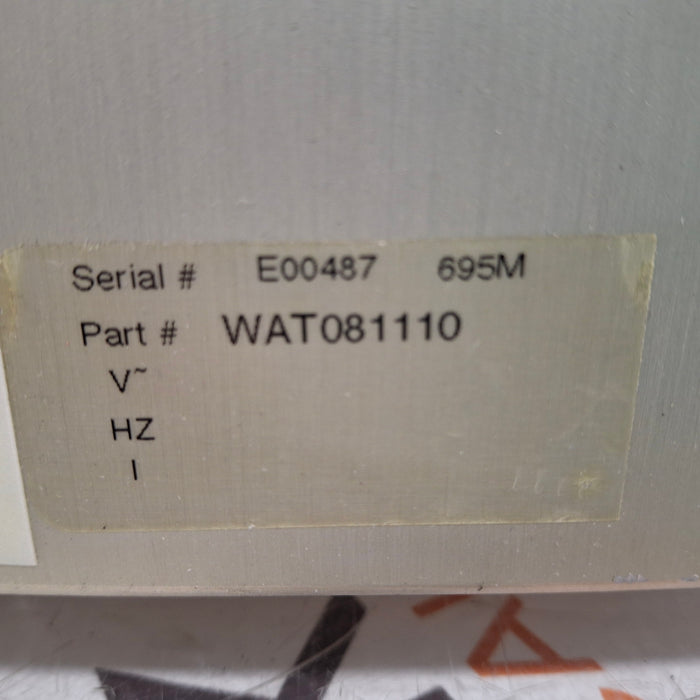 Serial # E00487 695M
Part # WAT081110
V~
HZ
I